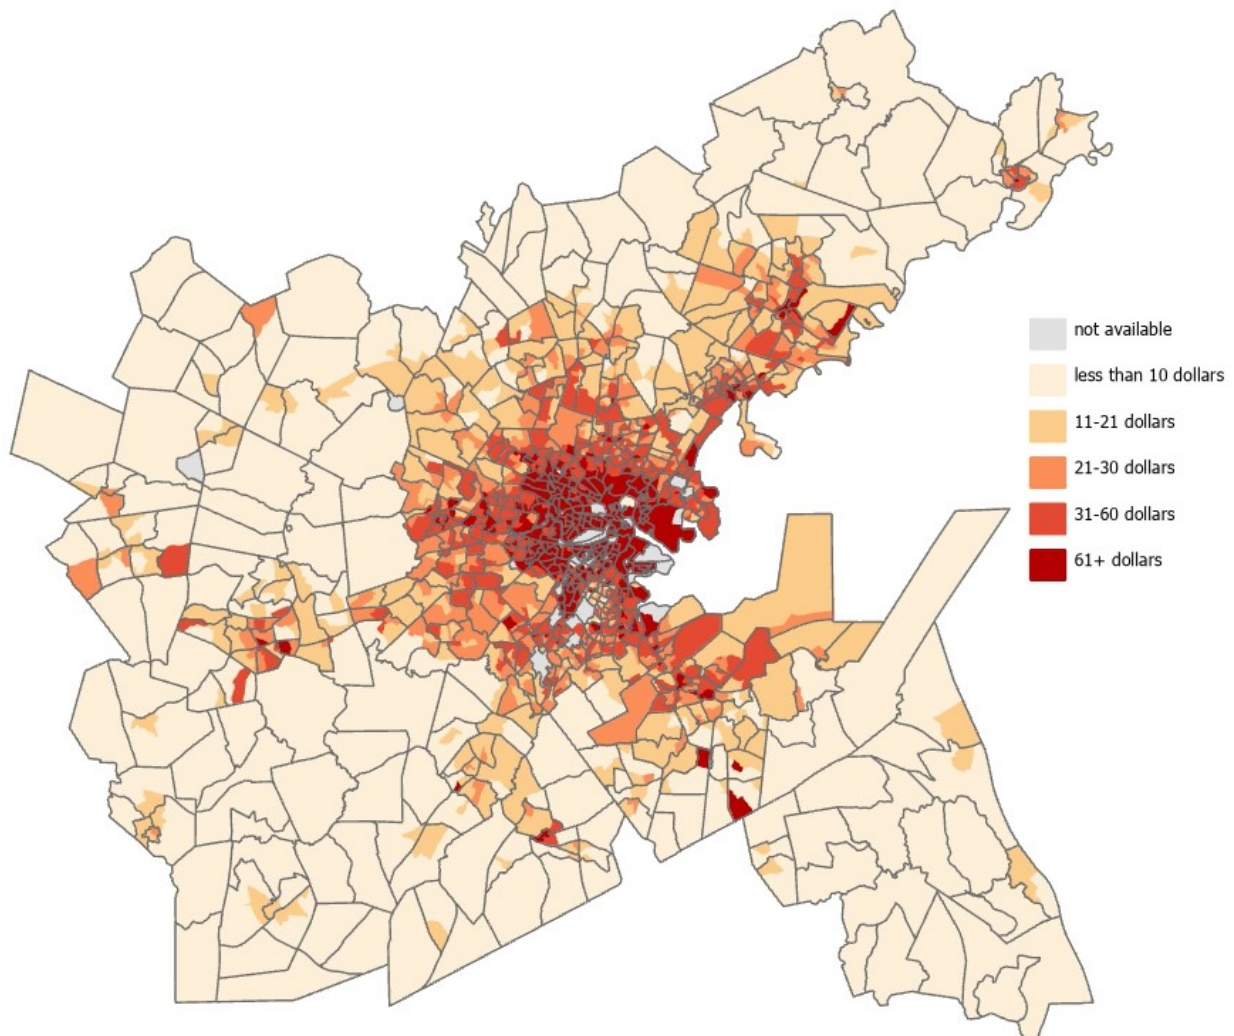 not available
less than 10 dollars
11-21 dollars
21-30 dollars
31-60 dollars
61+ dollars